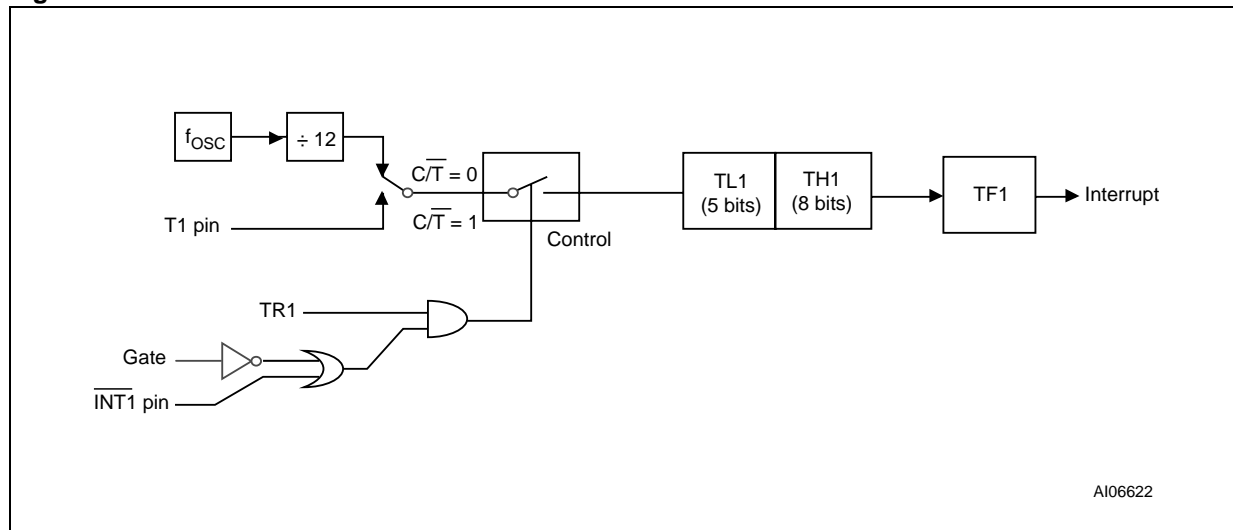 fOSC
÷ 12
C/T̅ = 0
C/T̅ = 1
T1 pin
Control
TL1
(5 bits)
TH1
(8 bits)
TF1
Interrupt
TR1
Gate
I̅N̅T̅1̅ pin
AI06622